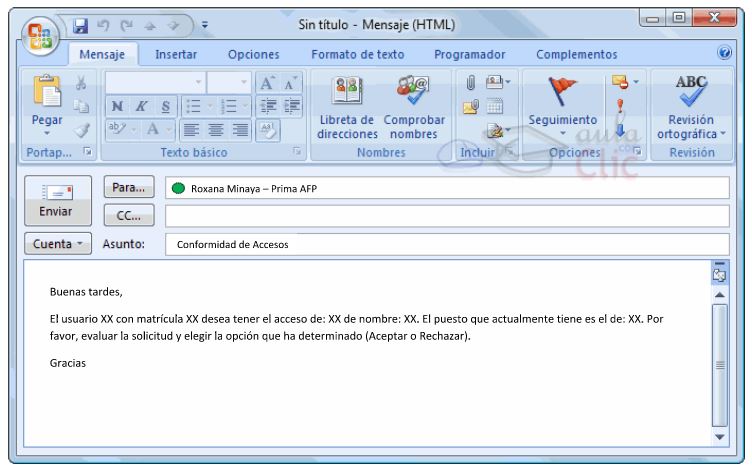 Sin título - Mensaje (HTML)
Mensaje Insertar Opciones Formato de texto Programador Complementos
Pegar
N K S
ab A
A A
ABC
Libreta de direcciones
Comprobar nombres
Seguimiento
ABC
Revisión ortográfica
Portap... Texto básico Nombres Incluir Opciones Revisión
aula
Clic
.com
Enviar
Para... Roxana Minaya – Prima AFP
CC...
Cuenta Asunto: Conformidad de Accesos
Buenas tardes,
El usuario XX con matrícula XX desea tener el acceso de: XX de nombre: XX. El puesto que actualmente tiene es el de: XX. Por
favor, evaluar la solicitud y elegir la opción que ha determinado (Aceptar o Rechazar).
Gracias